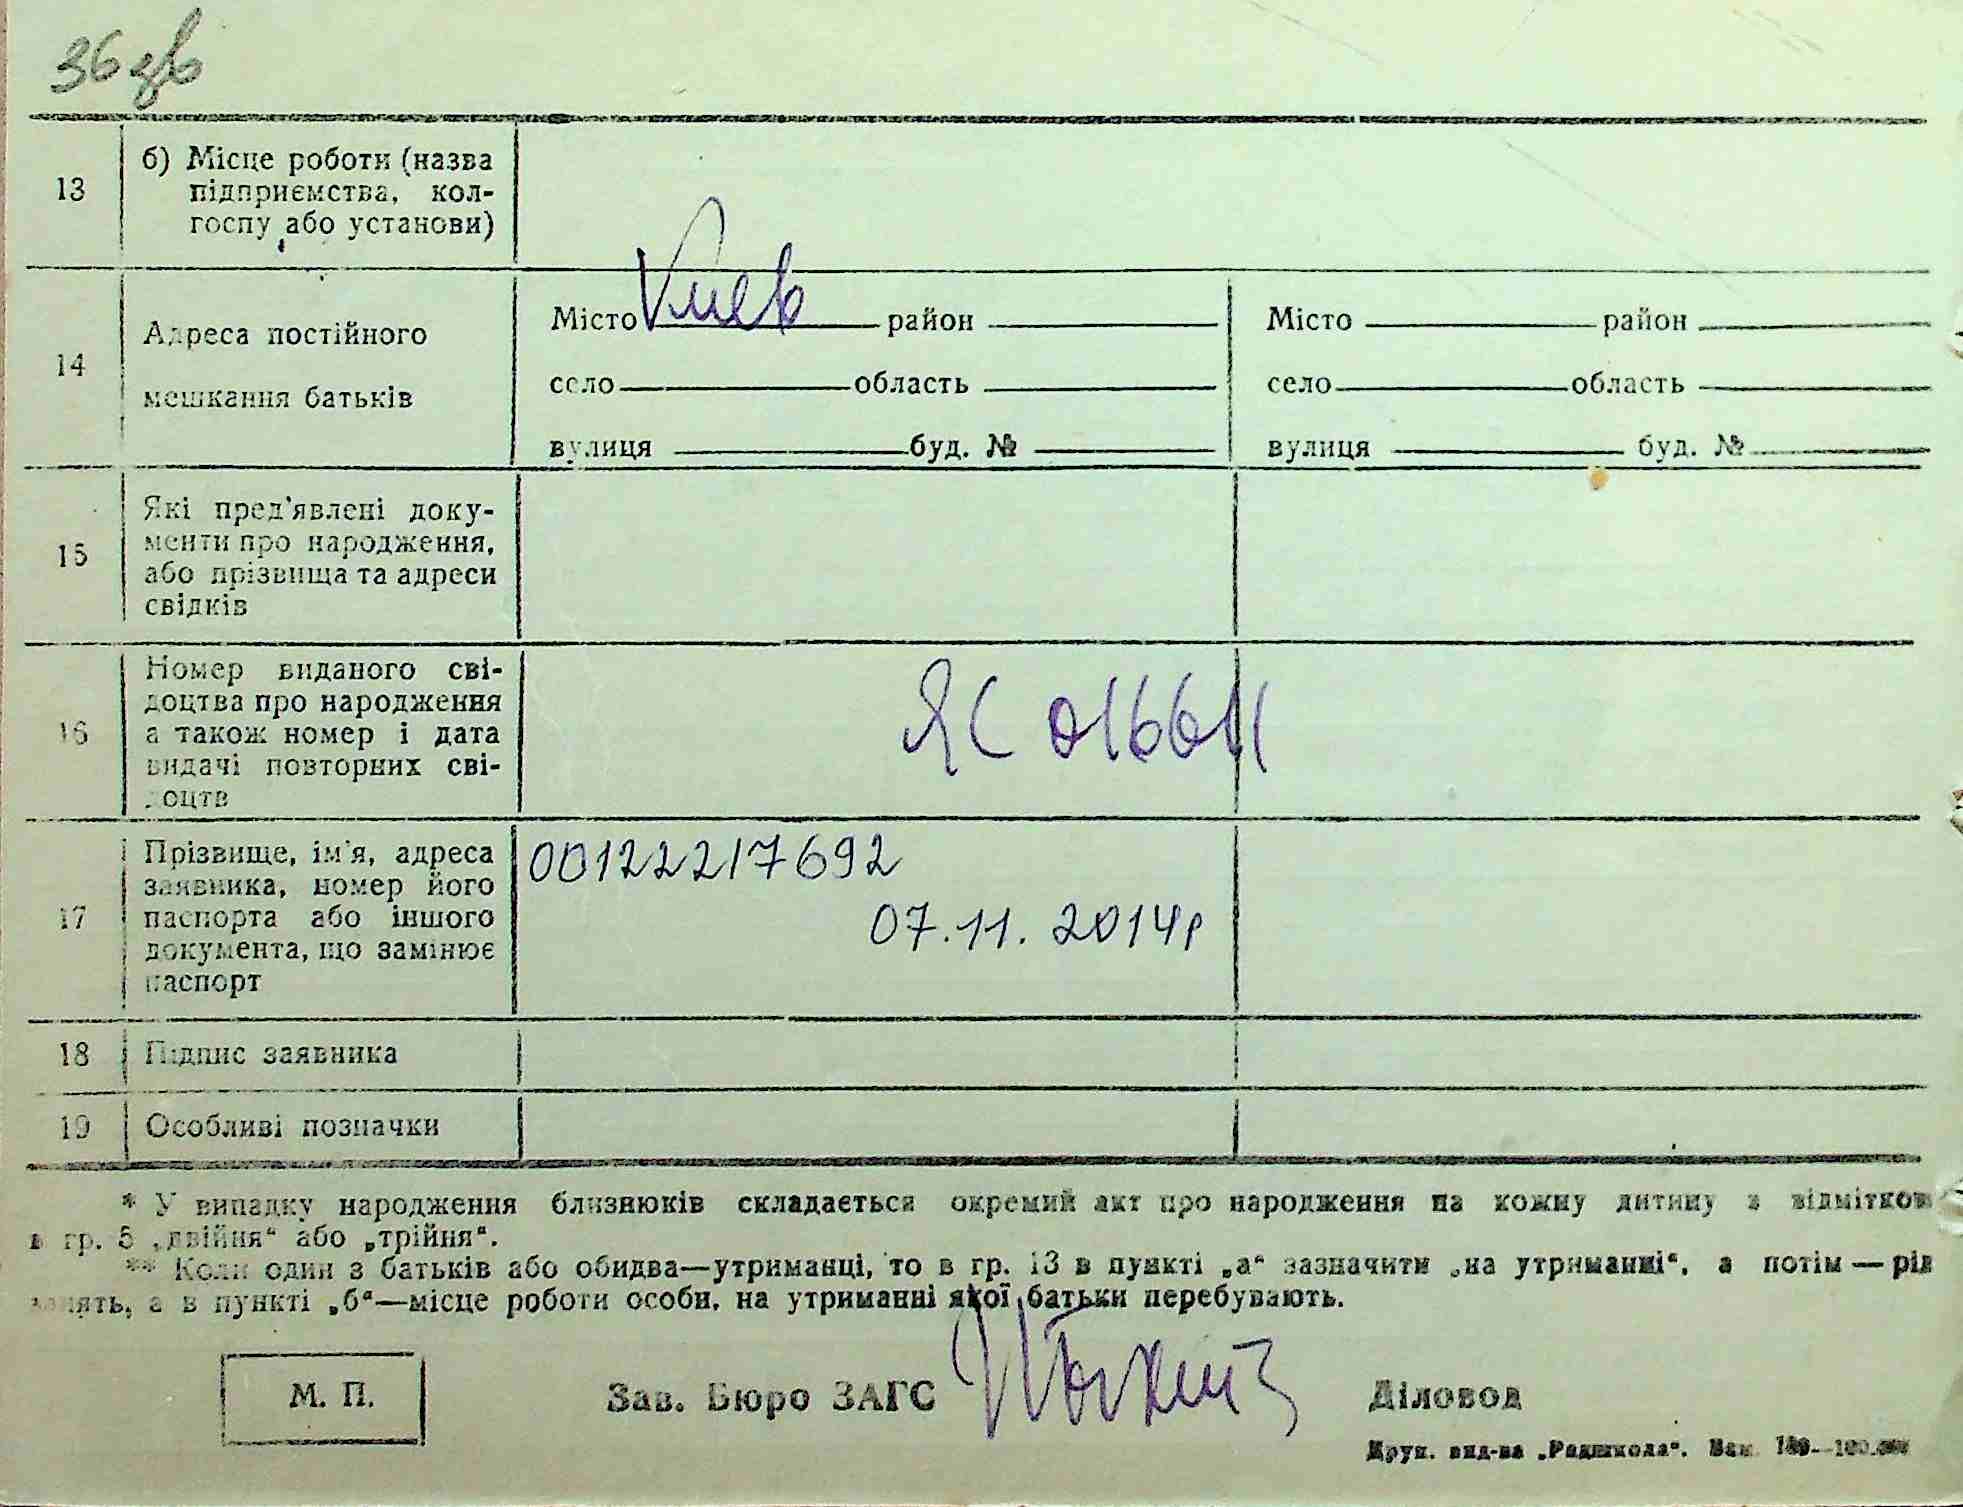 36 зв
13
б) Місце роботи (назва
підприємства, кол-
госпу або установи)
14
Адреса постійного
мешкання батьків
Місто Киев район
село область
вулиця буд. №
Місто район
село область
вулиця буд. №
15
Які пред'явлені доку-
менти про народження,
або прізвища та адреси
свідків
16
Номер виданого сві-
доцтва про народження
а також номер і дата
видачі повторних сві-
доцтв
ЯС 016611
17
Прізвище, ім'я, адреса
заявника, номер його
паспорта або іншого
документа, що замінює
паспорт
00122217692
07.11.2014р
18
Підпис заявника
19
Особливі позначки
* У випадку народження близнюків складається окремий акт про народження на кожну дитину з відміткою
в гр. 5 „двійня“ або „трійня“.
** Коли один з батьків або обидва—утриманці, то в гр. 13 в пункті „а“ зазначити „на утриманні“, а потім — рід
занять, а в пункті „б“—місце роботи особи, на утриманні якої батьки перебувають.
М. П.
Зав. Бюро ЗАГС
Діловод
Друк. вид-ва „Радшкола“. Зам.